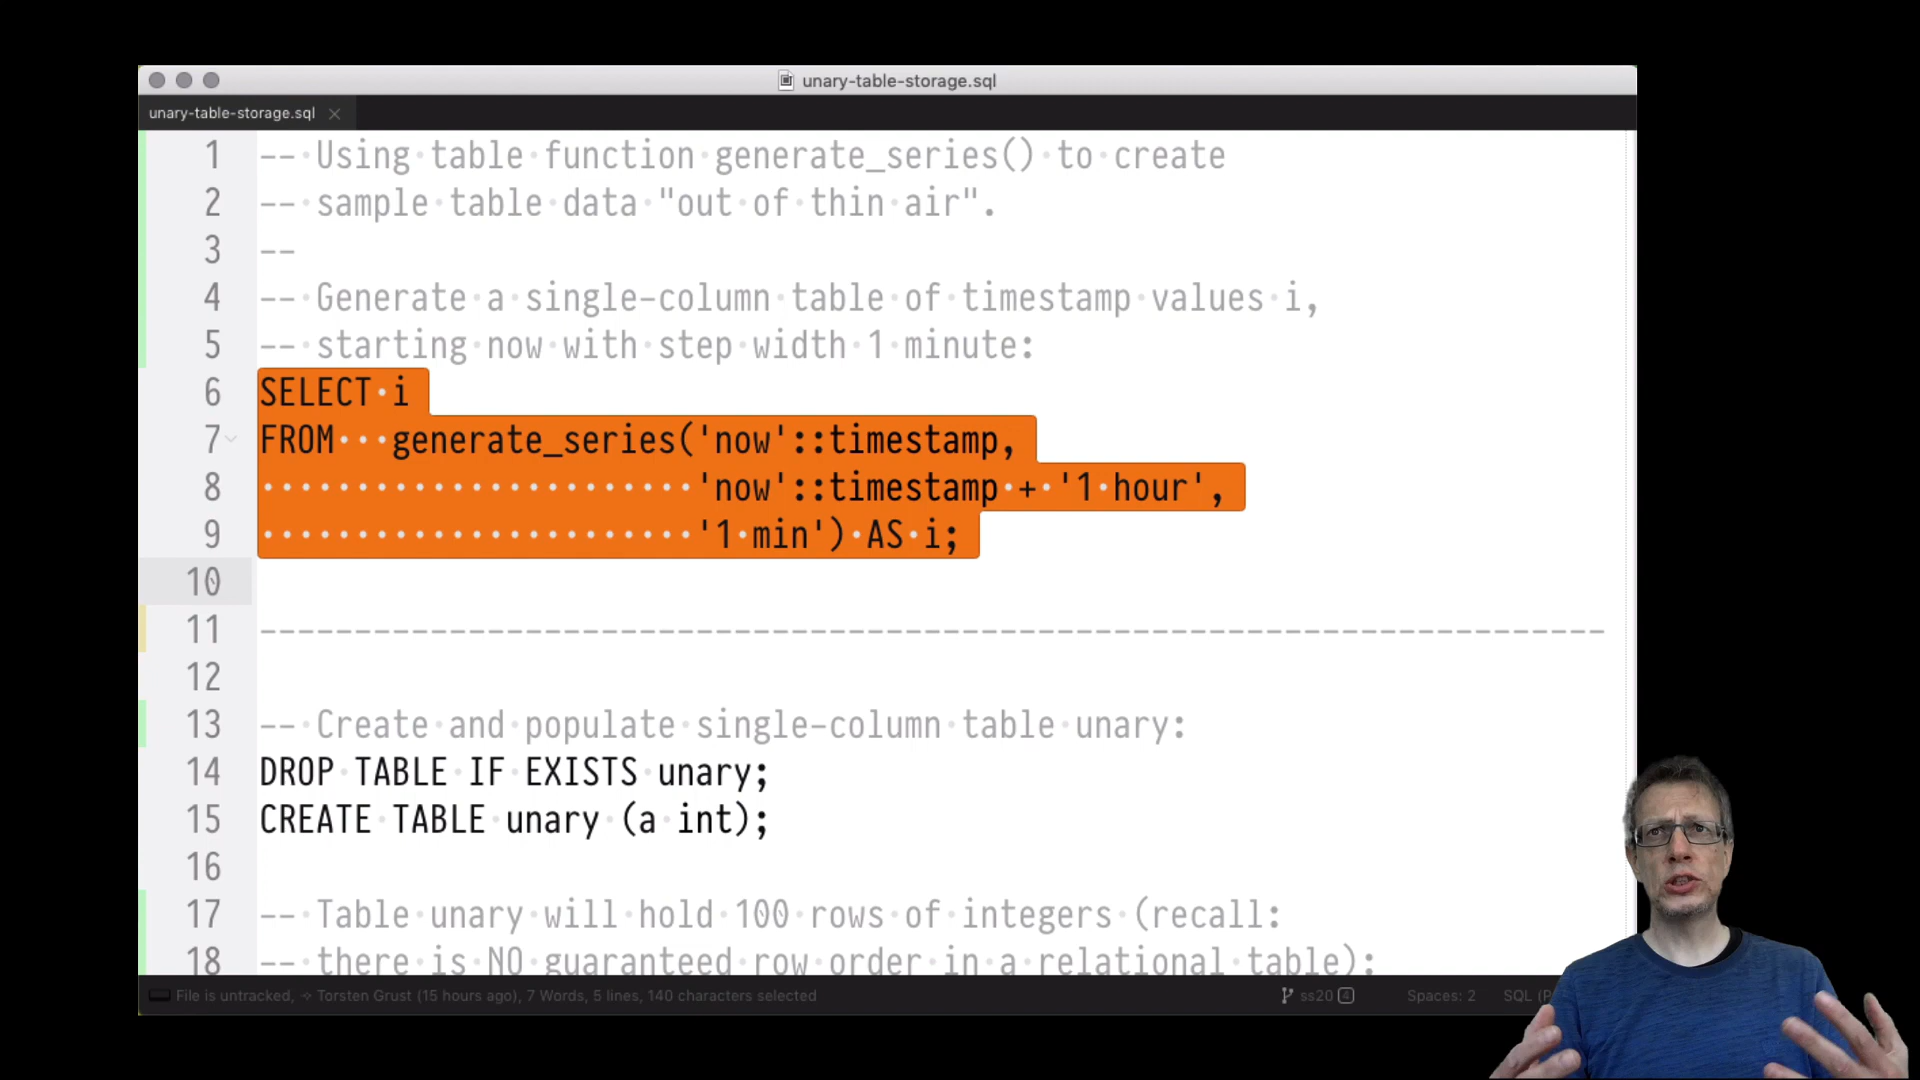 unary-table-storage.sql
unary-table-storage.sql
1 -- Using table function generate_series() to create
2 -- sample table data "out of thin air".
3 --
4 -- Generate a single-column table of timestamp values i,
5 -- starting now with step width 1 minute:
6 SELECT i
7 FROM   generate_series('now'::timestamp,
8                        'now'::timestamp + '1 hour',
9                        '1 min') AS i;
10
11 ------------------------------------------------------------------------
12
13 -- Create and populate single-column table unary:
14 DROP TABLE IF EXISTS unary;
15 CREATE TABLE unary (a int);
16
17 -- Table unary will hold 100 rows of integers (recall:
18 -- there is NO guaranteed row order in a relational table):
File is untracked, Torsten Grust (15 hours ago), 7 Words, 5 lines, 140 characters selected ss20 4 Spaces: 2 SQL